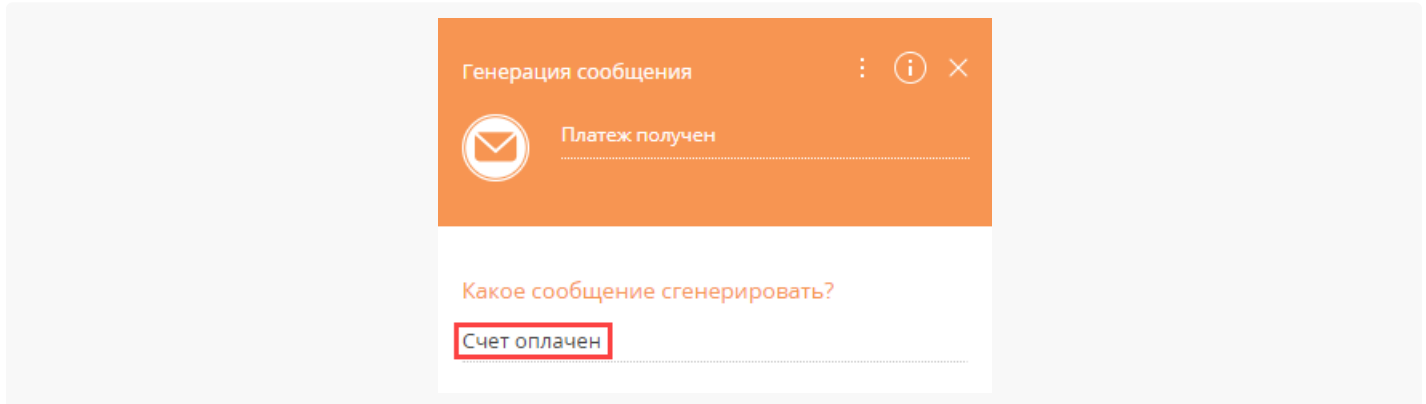 Генерация сообщения
Платеж получен
Какое сообщение сгенерировать?
Счет оплачен